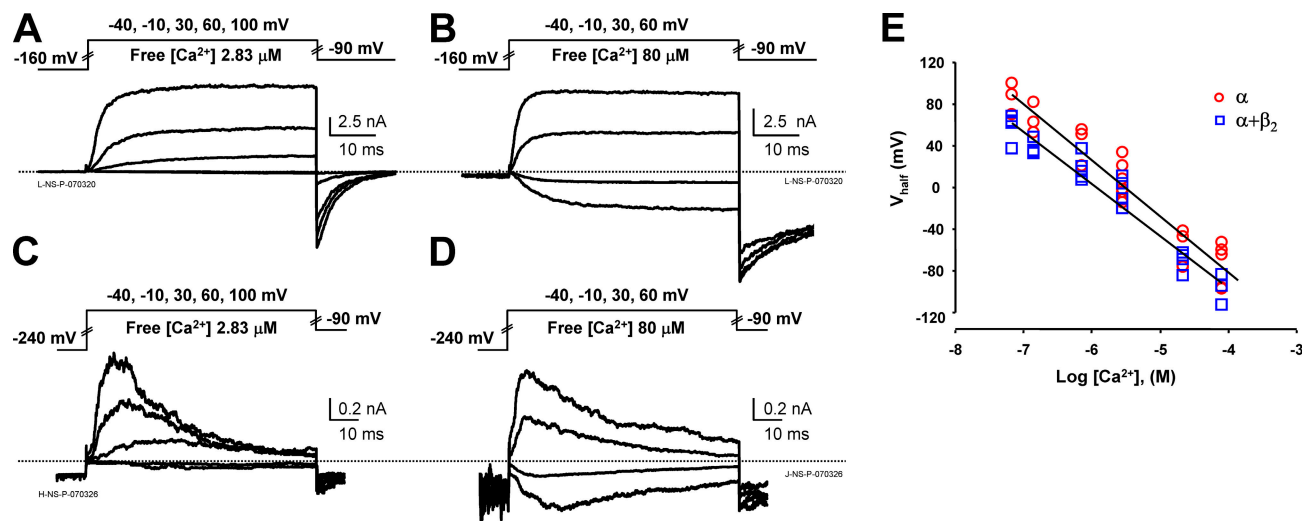 A
-40, -10, 30, 60, 100 mV
-160 mV
Free [Ca²⁺] 2.83 μM
-90 mV
2.5 nA
10 ms
L-NS-P-070320
B
-40, -10, 30, 60 mV
-160 mV
Free [Ca²⁺] 80 μM
-90 mV
2.5 nA
10 ms
L-NS-P-070320
C
-40, -10, 30, 60, 100 mV
-240 mV
Free [Ca²⁺] 2.83 μM
-90 mV
0.2 nA
10 ms
H-NS-P-070326
D
-40, -10, 30, 60 mV
-240 mV
Free [Ca²⁺] 80 μM
-90 mV
0.2 nA
10 ms
J-NS-P-070326
E
120
80
40
0
-40
-80
-120
V_half (mV)
α
α+β₂
-8 -7 -6 -5 -4 -3
Log [Ca²⁺], (M)